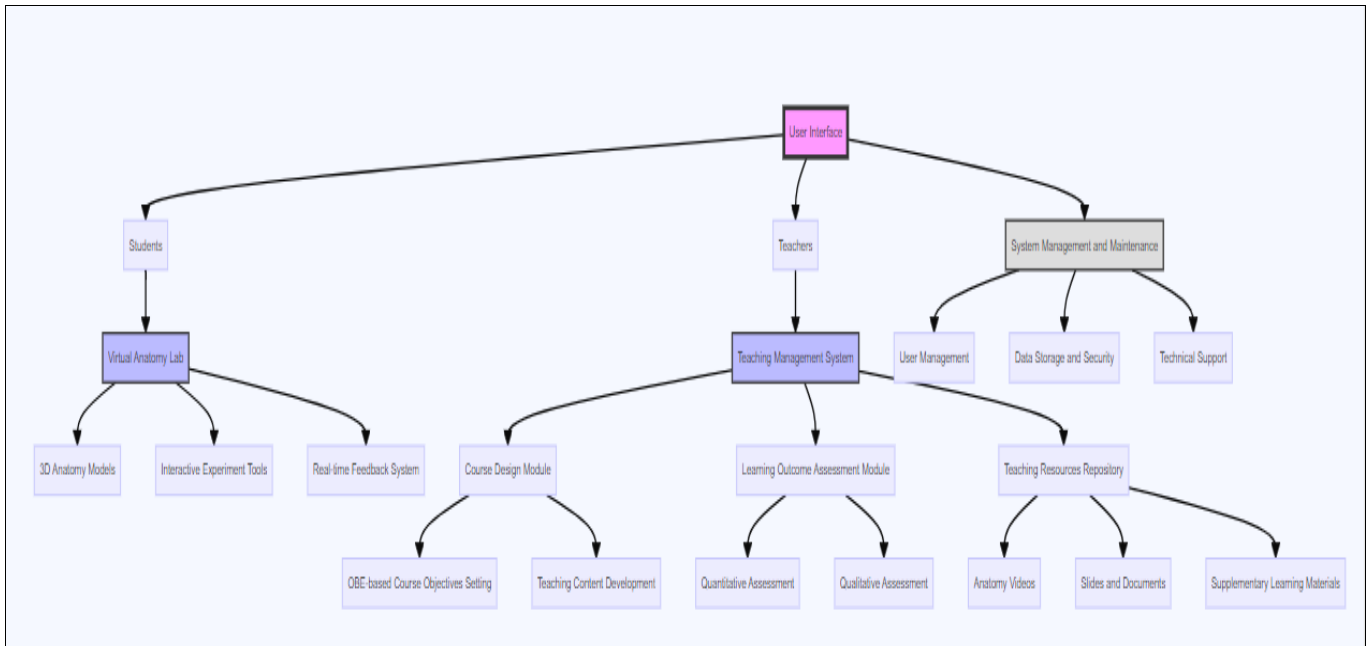 User Interface
Students
Teachers
System Management and Maintenance
Virtual Anatomy Lab
Teaching Management System
User Management
Data Storage and Security
Technical Support
3D Anatomy Models
Interactive Experiment Tools
Real-time Feedback System
Course Design Module
Learning Outcome Assessment Module
Teaching Resources Repository
OBE-based Course Objectives Setting
Teaching Content Development
Quantitative Assessment
Qualitative Assessment
Anatomy Videos
Slides and Documents
Supplementary Learning Materials